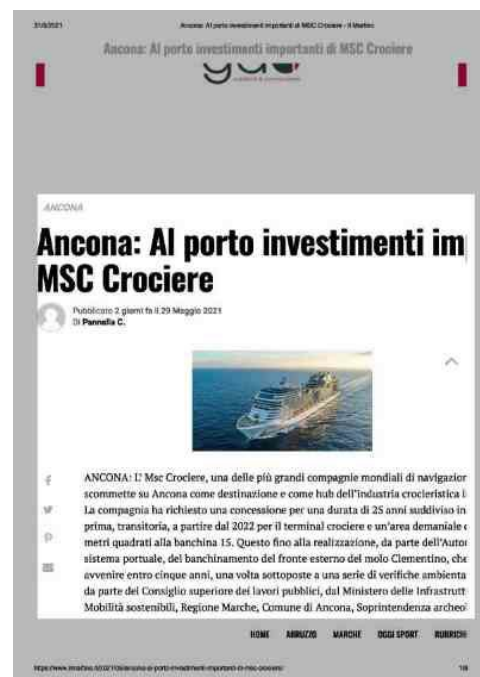 31/5/2021 Ancona: Al porto investimenti importanti di MSC Crociere - Il Martino
Ancona: Al porto investimenti importanti di MSC Crociere
ANCONA
Ancona: Al porto investimenti im
MSC Crociere
Pubblicato 2 giorni fa il 29 Maggio 2021
Di Pannella C.
ANCONA: L' Msc Crociere, una delle più grandi compagnie mondiali di navigazior
scommette su Ancona come destinazione e come hub dell'industria crocieristica i
La compagnia ha richiesto una concessione per una durata di 25 anni suddiviso in
prima, transitoria, a partire dal 2022 per il terminal crociere e un'area demaniale
metri quadrati alla banchina 15. Questo fino alla realizzazione, da parte dell'Autor
sistema portuale, del banchinamento del fronte esterno del molo Clementino, che
avvenire entro cinque anni, una volta sottoposte a una serie di verifiche ambienta
da parte del Consiglio superiore dei lavori pubblici, dal Ministero delle Infrastrutt
Mobilità sostenibili, Regione Marche, Comune di Ancona, Soprintendenza archeol
HOME ABRUZZO MARCHE OGGI SPORT RUBRICHE